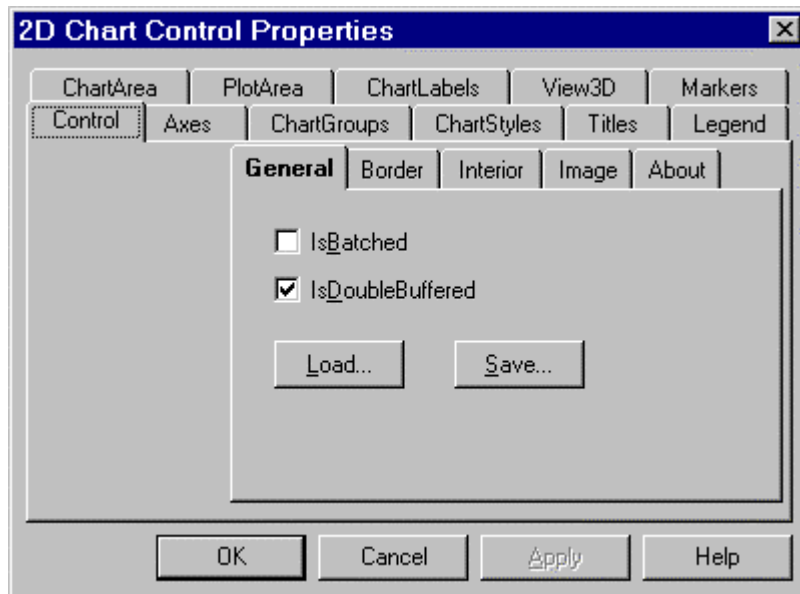 2D Chart Control Properties
ChartArea PlotArea ChartLabels View3D Markers
Control Axes ChartGroups ChartStyles Titles Legend
General Border Interior Image About
IsBatched
IsDoubleBuffered
Load... Save...
OK Cancel Apply Help